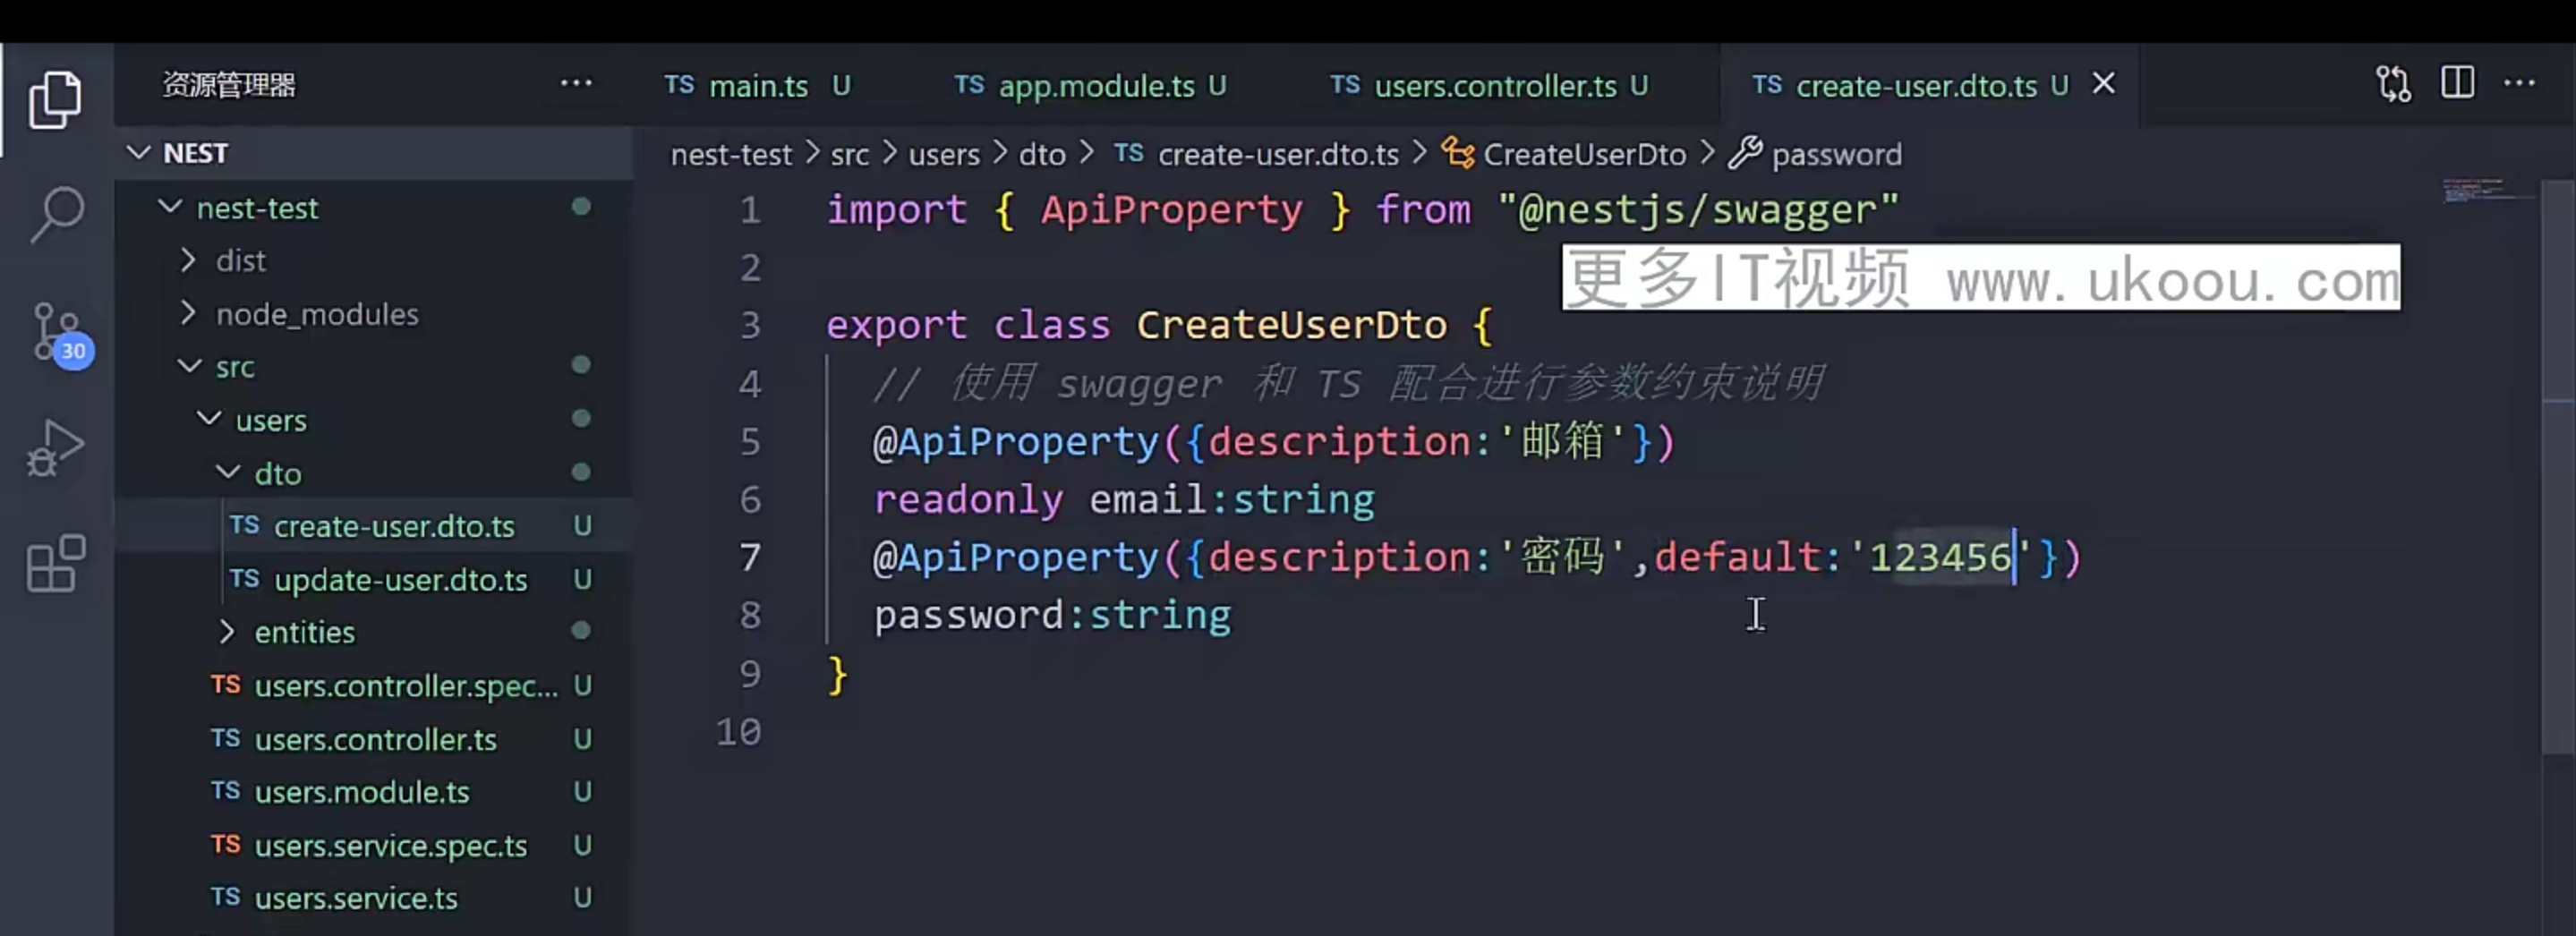 资源管理器 ...
TS main.ts U
TS app.module.ts U
TS users.controller.ts U
TS create-user.dto.ts U
NEST
nest-test
dist
node_modules
src
users
dto
TS create-user.dto.ts U
TS update-user.dto.ts U
entities
TS users.controller.spec... U
TS users.controller.ts U
TS users.module.ts U
TS users.service.spec.ts U
TS users.service.ts U
30
nest-test > src > users > dto > TS create-user.dto.ts > CreateUserDto > password
1 import { ApiProperty } from "@nestjs/swagger"
2
更多IT视频 www.ukoou.com
3 export class CreateUserDto {
4 // 使用 swagger 和 TS 配合进行参数约束说明
5 @ApiProperty({description:'邮箱'})
6 readonly email:string
7 @ApiProperty({description:'密码',default:'123456'})
8 password:string
9 }
10